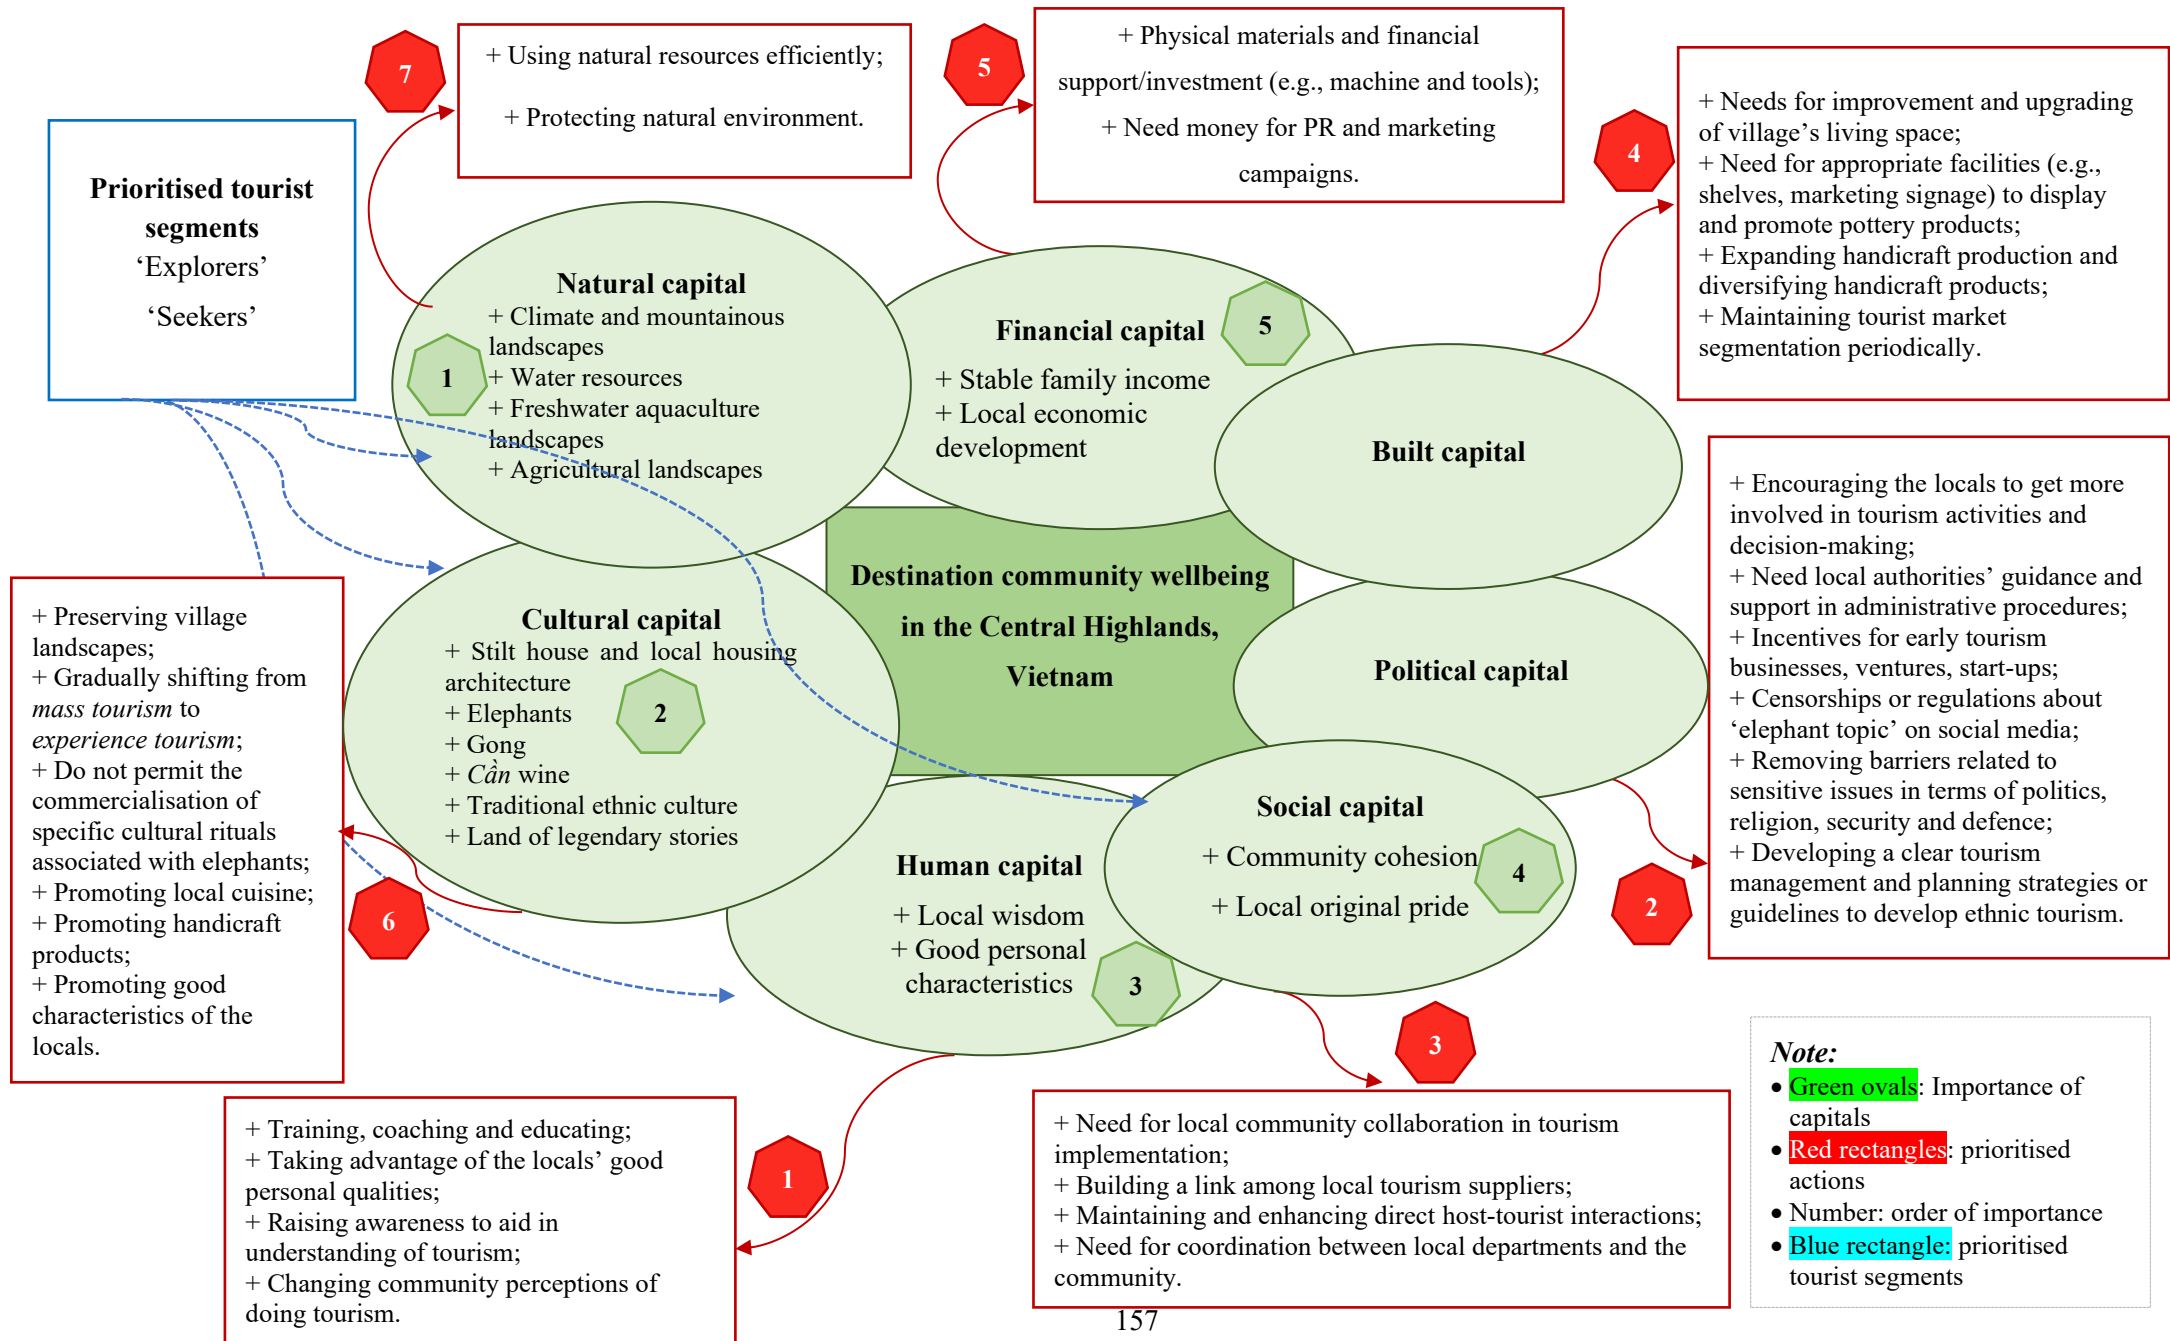 7
+ Using natural resources efficiently;
+ Protecting natural environment.
5
+ Physical materials and financial
support/investment (e.g., machine and tools);
+ Need money for PR and marketing
campaigns.
4
+ Needs for improvement and upgrading
of village’s living space;
+ Need for appropriate facilities (e.g.,
shelves, marketing signage) to display
and promote pottery products;
+ Expanding handicraft production and
diversifying handicraft products;
+ Maintaining tourist market
segmentation periodically.
Prioritised tourist
segments
‘Explorers’
‘Seekers’
Natural capital
+ Climate and mountainous
landscapes
+ Water resources
+ Freshwater aquaculture
landscapes
+ Agricultural landscapes
1
Financial capital
+ Stable family income
+ Local economic
development
5
Built capital
Destination community wellbeing
in the Central Highlands,
Vietnam
Cultural capital
+ Stilt house and local housing
architecture
+ Elephants
+ Gong
+ Cần wine
+ Traditional ethnic culture
+ Land of legendary stories
2
Political capital
+ Encouraging the locals to get more
involved in tourism activities and
decision-making;
+ Need local authorities’ guidance and
support in administrative procedures;
+ Incentives for early tourism
businesses, ventures, start-ups;
+ Censorships or regulations about
‘elephant topic’ on social media;
+ Removing barriers related to
sensitive issues in terms of politics,
religion, security and defence;
+ Developing a clear tourism
management and planning strategies or
guidelines to develop ethnic tourism.
2
+ Preserving village
landscapes;
+ Gradually shifting from
mass tourism to
experience tourism;
+ Do not permit the
commercialisation of
specific cultural rituals
associated with elephants;
+ Promoting local cuisine;
+ Promoting handicraft
products;
+ Promoting good
characteristics of the
locals.
6
Human capital
+ Local wisdom
+ Good personal
characteristics
3
Social capital
+ Community cohesion
+ Local original pride
4
3
1
+ Training, coaching and educating;
+ Taking advantage of the locals’ good
personal qualities;
+ Raising awareness to aid in
understanding of tourism;
+ Changing community perceptions of
doing tourism.
+ Need for local community collaboration in tourism
implementation;
+ Building a link among local tourism suppliers;
+ Maintaining and enhancing direct host-tourist interactions;
+ Need for coordination between local departments and the
community.
Note:
• Green ovals: Importance of
capitals
• Red rectangles: prioritised
actions
• Number: order of importance
• Blue rectangle: prioritised
tourist segments
157